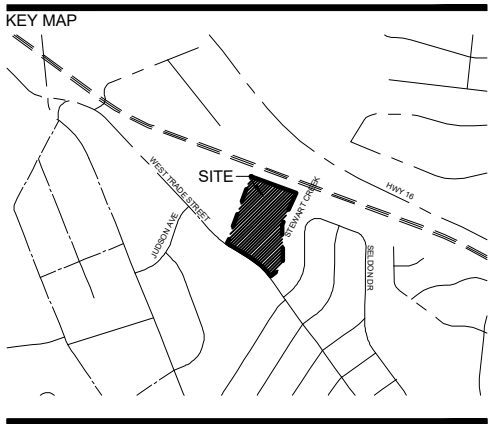 KEY MAP
SITE
WEST TRADE STREET
STEWART CREEK
HWY 16
JUDSON AVE
SELDON DR